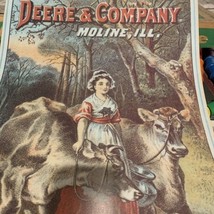 DEERE & COMPANY
MOLINE, ILL.